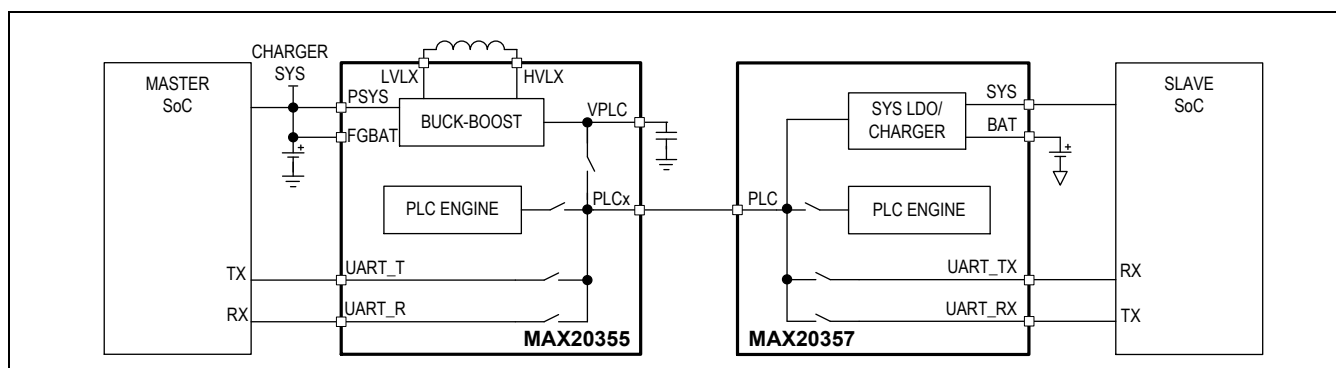 CHARGER
SYS
MASTER
SoC
LVLX
HVLX
PSYS
FGBAT
BUCK-BOOST
VPLC
PLC ENGINE
PLCx
TX
UART_T
RX
UART_R
MAX20355
SYS LDO/
CHARGER
SYS
BAT
+
+
PLC
PLC ENGINE
UART_TX
UART_RX
MAX20357
SLAVE
SoC
RX
TX